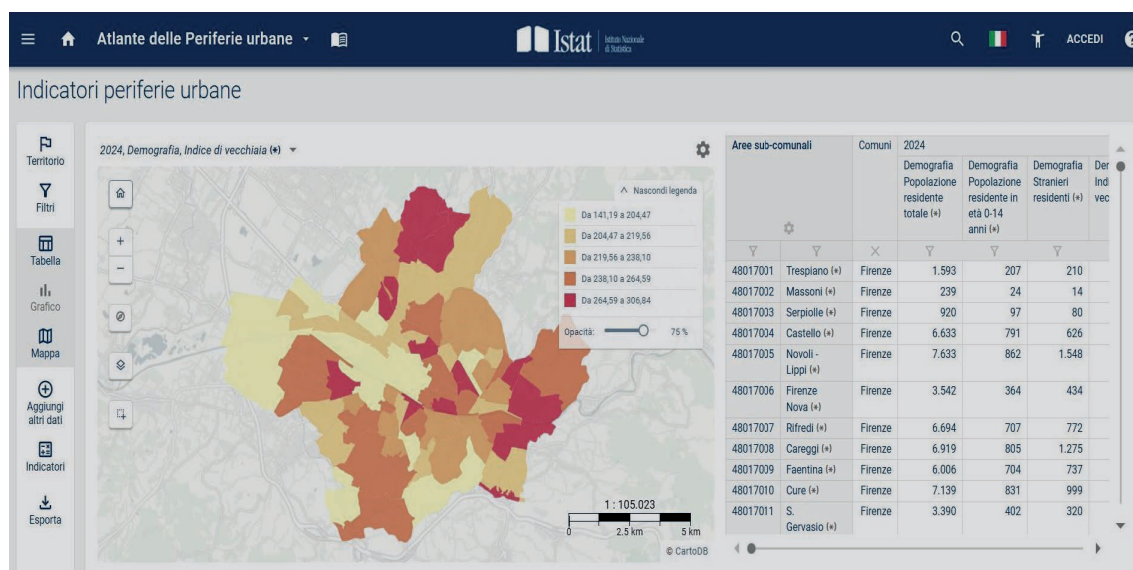 Atlante delle Periferie urbane
Istat
Istituto Nazionale
di Statistica
ACCEDI
Indicatori periferie urbane
Territorio
Filtri
Tabella
Grafico
Mappa
Aggiungi
altri dati
Indicatori
Esporta
2024, Demografia, Indice di vecchiaia (*)
Nascondi legenda
Da 141,19 a 204,47
Da 204,47 a 219,56
Da 219,56 a 238,10
Da 238,10 a 264,59
Da 264,59 a 306,84
Opacità: 75 %
1 : 105.023
0 2.5 km 5 km
© CartoDB
Aree sub-comunali Comuni 2024
Demografia Popolazione residente totale (*)
Demografia Popolazione residente in età 0-14 anni (*)
Demografia Stranieri residenti (*)
48017001 Trespiano (*) Firenze 1.593 207 210
48017002 Massoni (*) Firenze 239 24 14
48017003 Serpiolle (*) Firenze 920 97 80
48017004 Castello (*) Firenze 6.633 791 626
48017005 Novoli - Firenze 7.633 862 1.548
Lippi (*)
48017006 Firenze Firenze 3.542 364 434
Nova (*)
48017007 Rifredi (*) Firenze 6.694 707 772
48017008 Careggi (*) Firenze 6.919 805 1.275
48017009 Faentina (*) Firenze 6.006 704 737
48017010 Cure (*) Firenze 7.139 831 999
48017011 S. Firenze 3.390 402 320
Gervasio (*)